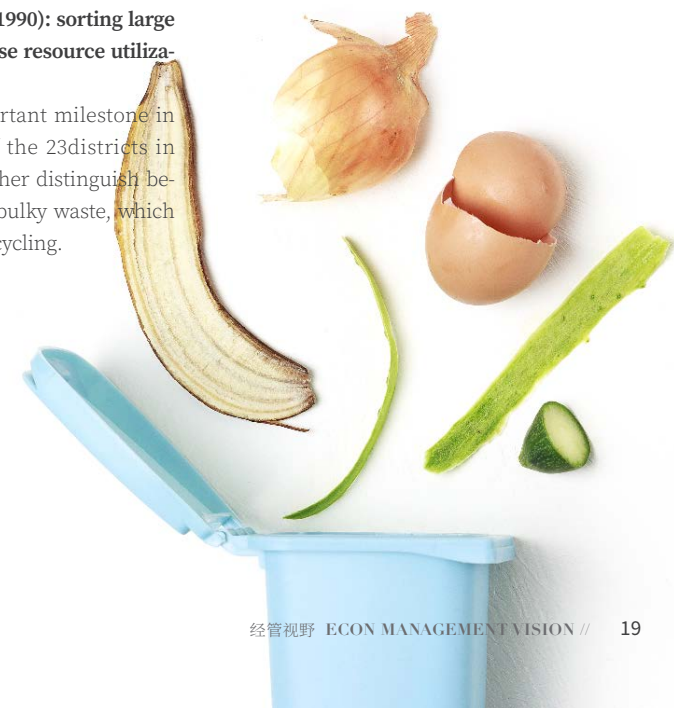 1990): sorting large
se resource utiliza-
rtant milestone in
the 23districts in
her distinguish be-
bulky waste, which
cycling.
经管视野 ECON MANAGEMENT VISION // 19